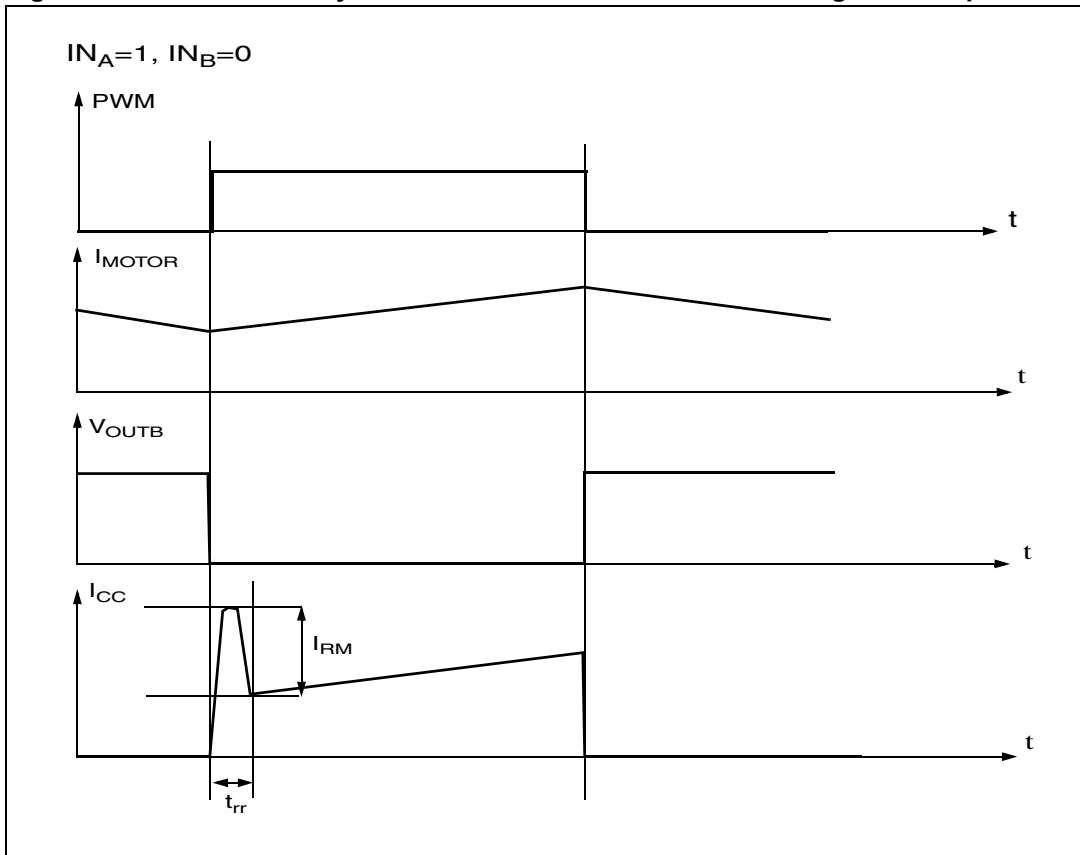 IN_A=1, IN_B=0
PWM
t
I_MOTOR
t
V_OUTB
t
I_CC
I_RM
t
t_rr